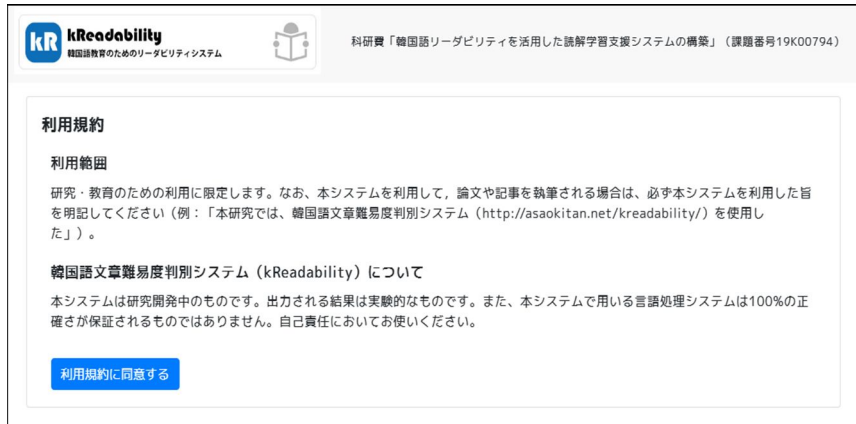 kR kReadability
韓国語教育のためのリーダビリティシステム
科研費「韓国語リーダビリティを活用した読解学習支援システムの構築」（課題番号19K00794）
利用規約
利用範囲
研究・教育のための利用に限定します。なお、本システムを利用して，論文や記事を執筆される場合は、必ず本システムを利用した旨
を明記してください（例：「本研究では、韓国語文章難易度判別システム（http://asaokitan.net/kreadability/）を使用し
た」）。
韓国語文章難易度判別システム（kReadability）について
本システムは研究開発中のものです。出力される結果は実験的なものです。また、本システムで用いる言語処理システムは100%の正
確さが保証されるものではありません。自己責任においてお使いください。
利用規約に同意する